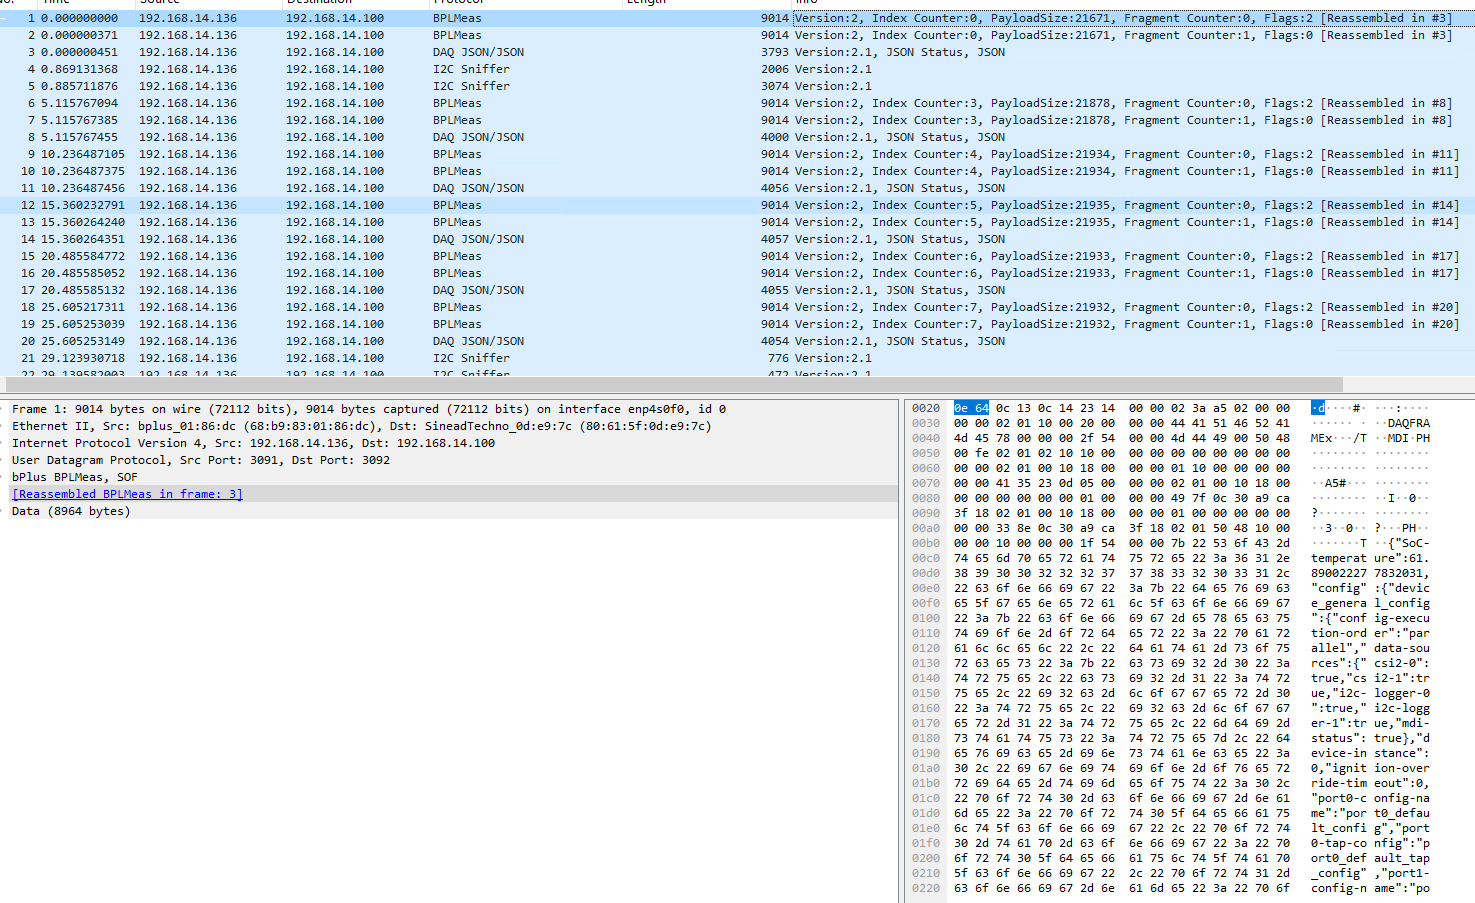 No. Time Source Destination Protocol Length Info
1 0.000000000 192.168.14.136 192.168.14.100 BPLMeas 9014 Version:2, Index Counter:0, PayloadSize:21671, Fragment Counter:0, Flags:2 [Reassembled in #3]
2 0.000000371 192.168.14.136 192.168.14.100 BPLMeas 9014 Version:2, Index Counter:0, PayloadSize:21671, Fragment Counter:1, Flags:0 [Reassembled in #3]
3 0.000000451 192.168.14.136 192.168.14.100 DAQ JSON/JSON 3793 Version:2.1, JSON Status, JSON
4 0.869131368 192.168.14.136 192.168.14.100 I2C Sniffer 2006 Version:2.1
5 0.885711876 192.168.14.136 192.168.14.100 I2C Sniffer 3074 Version:2.1
6 5.115767094 192.168.14.136 192.168.14.100 BPLMeas 9014 Version:2, Index Counter:3, PayloadSize:21878, Fragment Counter:0, Flags:2 [Reassembled in #8]
7 5.115767385 192.168.14.136 192.168.14.100 BPLMeas 9014 Version:2, Index Counter:3, PayloadSize:21878, Fragment Counter:1, Flags:0 [Reassembled in #8]
8 5.115767455 192.168.14.136 192.168.14.100 DAQ JSON/JSON 4000 Version:2.1, JSON Status, JSON
9 10.236487105 192.168.14.136 192.168.14.100 BPLMeas 9014 Version:2, Index Counter:4, PayloadSize:21934, Fragment Counter:0, Flags:2 [Reassembled in #11]
10 10.236487375 192.168.14.136 192.168.14.100 BPLMeas 9014 Version:2, Index Counter:4, PayloadSize:21934, Fragment Counter:1, Flags:0 [Reassembled in #11]
11 10.236487456 192.168.14.136 192.168.14.100 DAQ JSON/JSON 4056 Version:2.1, JSON Status, JSON
12 15.360232791 192.168.14.136 192.168.14.100 BPLMeas 9014 Version:2, Index Counter:5, PayloadSize:21935, Fragment Counter:0, Flags:2 [Reassembled in #14]
13 15.360264240 192.168.14.136 192.168.14.100 BPLMeas 9014 Version:2, Index Counter:5, PayloadSize:21935, Fragment Counter:1, Flags:0 [Reassembled in #14]
14 15.360264351 192.168.14.136 192.168.14.100 DAQ JSON/JSON 4057 Version:2.1, JSON Status, JSON
15 20.485584772 192.168.14.136 192.168.14.100 BPLMeas 9014 Version:2, Index Counter:6, PayloadSize:21933, Fragment Counter:0, Flags:2 [Reassembled in #17]
16 20.485585052 192.168.14.136 192.168.14.100 BPLMeas 9014 Version:2, Index Counter:6, PayloadSize:21933, Fragment Counter:1, Flags:0 [Reassembled in #17]
17 20.485585132 192.168.14.136 192.168.14.100 DAQ JSON/JSON 4055 Version:2.1, JSON Status, JSON
18 25.605217311 192.168.14.136 192.168.14.100 BPLMeas 9014 Version:2, Index Counter:7, PayloadSize:21932, Fragment Counter:0, Flags:2 [Reassembled in #20]
19 25.605253039 192.168.14.136 192.168.14.100 BPLMeas 9014 Version:2, Index Counter:7, PayloadSize:21932, Fragment Counter:1, Flags:0 [Reassembled in #20]
20 25.605253149 192.168.14.136 192.168.14.100 DAQ JSON/JSON 4054 Version:2.1, JSON Status, JSON
21 29.123930718 192.168.14.136 192.168.14.100 I2C Sniffer 776 Version:2.1
22 29.139582003 192.168.14.136 192.168.14.100 I2C Sniffer 472 Version:2.1
Frame 1: 9014 bytes on wire (72112 bits), 9014 bytes captured (72112 bits) on interface enp4s0f0, id 0
Ethernet II, Src: bplus_01:86:dc (68:b9:83:01:86:dc), Dst: SineadTechno_0d:e9:7c (80:61:5f:0d:e9:7c)
Internet Protocol Version 4, Src: 192.168.14.136, Dst: 192.168.14.100
User Datagram Protocol, Src Port: 3091, Dst Port: 3092
bPlus BPLMeas, SOF
[Reassembled BPLMeas in frame: 3]
Data (8964 bytes)
0020 0e 64 0c 13 0c 14 23 14 00 00 02 3a a5 02 00 00 ·d····#· ···:····
0030 00 00 02 01 10 00 20 00 00 00 44 41 51 46 52 41 ······ · ··DAQFRA
0040 4d 45 78 00 00 00 2f 54 00 00 4d 44 49 00 50 48 MEx···/T ··MDI·PH
0050 00 fe 02 01 02 10 10 00 00 00 00 00 00 00 00 00 ········ ········
0060 00 00 02 01 00 10 18 00 00 00 01 10 00 00 00 00 ········ ········
0070 00 00 41 35 23 0d 05 00 00 00 02 01 00 10 18 00 ··A5#··· ········
0080 00 00 00 00 00 01 00 00 00 00 49 7f 0c 30 a9 ca ········ ··I··0··
0090 3f 18 02 01 00 10 18 00 00 00 01 00 00 00 00 00 ?······· ········
00a0 00 00 33 8e 0c 30 a9 ca 3f 18 02 01 50 48 10 00 ··3··0·· ?···PH··
00b0 00 00 10 00 00 00 1f 54 00 00 7b 22 53 6f 43 2d ·······T ··{"SoC-
00c0 74 65 6d 70 65 72 61 74 75 72 65 22 3a 36 31 2e temperat ure":61.
00d0 38 39 30 30 32 32 32 37 37 38 33 32 30 33 31 2c 89002227 7832031,
00e0 22 63 6f 6e 66 69 67 22 3a 7b 22 64 65 76 69 63 "config" :{"devic
00f0 65 5f 67 65 6e 65 72 61 6c 5f 63 6f 6e 66 69 67 e_genera l_config
0100 22 3a 7b 22 63 6f 6e 66 69 67 2d 65 78 65 63 75 ":{"conf ig-execu
0110 74 69 6f 6e 2d 6f 72 64 65 72 22 3a 22 70 61 72 tion-ord er":"par
0120 61 6c 6c 65 6c 22 2c 22 64 61 74 61 2d 73 6f 75 allel"," data-sou
0130 72 63 65 73 22 3a 7b 22 63 73 69 32 2d 30 22 3a rces":{" csi2-0":
0140 74 72 75 65 2c 22 63 73 69 32 2d 31 22 3a 74 72 true,"cs i2-1":tr
0150 75 65 2c 22 69 32 63 2d 6c 6f 67 67 65 72 2d 30 ue,"i2c- logger-0
0160 22 3a 74 72 75 65 2c 22 69 32 63 2d 6c 6f 67 67 ":true," i2c-logg
0170 65 72 2d 31 22 3a 74 72 75 65 2c 22 6d 64 69 2d er-1":tr ue,"mdi-
0180 73 74 61 74 75 73 22 3a 74 72 75 65 7d 2c 22 64 status": true},"d
0190 65 76 69 63 65 2d 69 6e 73 74 61 6e 63 65 22 3a evice-in stance":
01a0 30 2c 22 69 67 6e 69 74 69 6f 6e 2d 6f 76 65 72 0,"ignit ion-over
01b0 72 69 64 65 2d 74 69 6d 65 6f 75 74 22 3a 30 2c ride-tim eout":0,
01c0 22 70 6f 72 74 30 2d 63 6f 6e 66 69 67 2d 6e 61 "port0-c onfig-na
01d0 6d 65 22 3a 22 70 6f 72 74 30 5f 64 65 66 61 75 me":"por t0_defau
01e0 6c 74 5f 63 6f 6e 66 69 67 22 2c 22 70 6f 72 74 lt_confi g","port
01f0 30 2d 74 61 70 2d 63 6f 6e 66 69 67 22 3a 22 70 0-tap-co nfig":"p
0200 6f 72 74 30 5f 64 65 66 61 75 6c 74 5f 74 61 70 ort0_def ault_tap
0210 5f 63 6f 6e 66 69 67 22 2c 22 70 6f 72 74 31 2d _config" ,"port1-
0220 63 6f 6e 66 69 67 2d 6e 61 6d 65 22 3a 22 70 6f config-n ame":"po